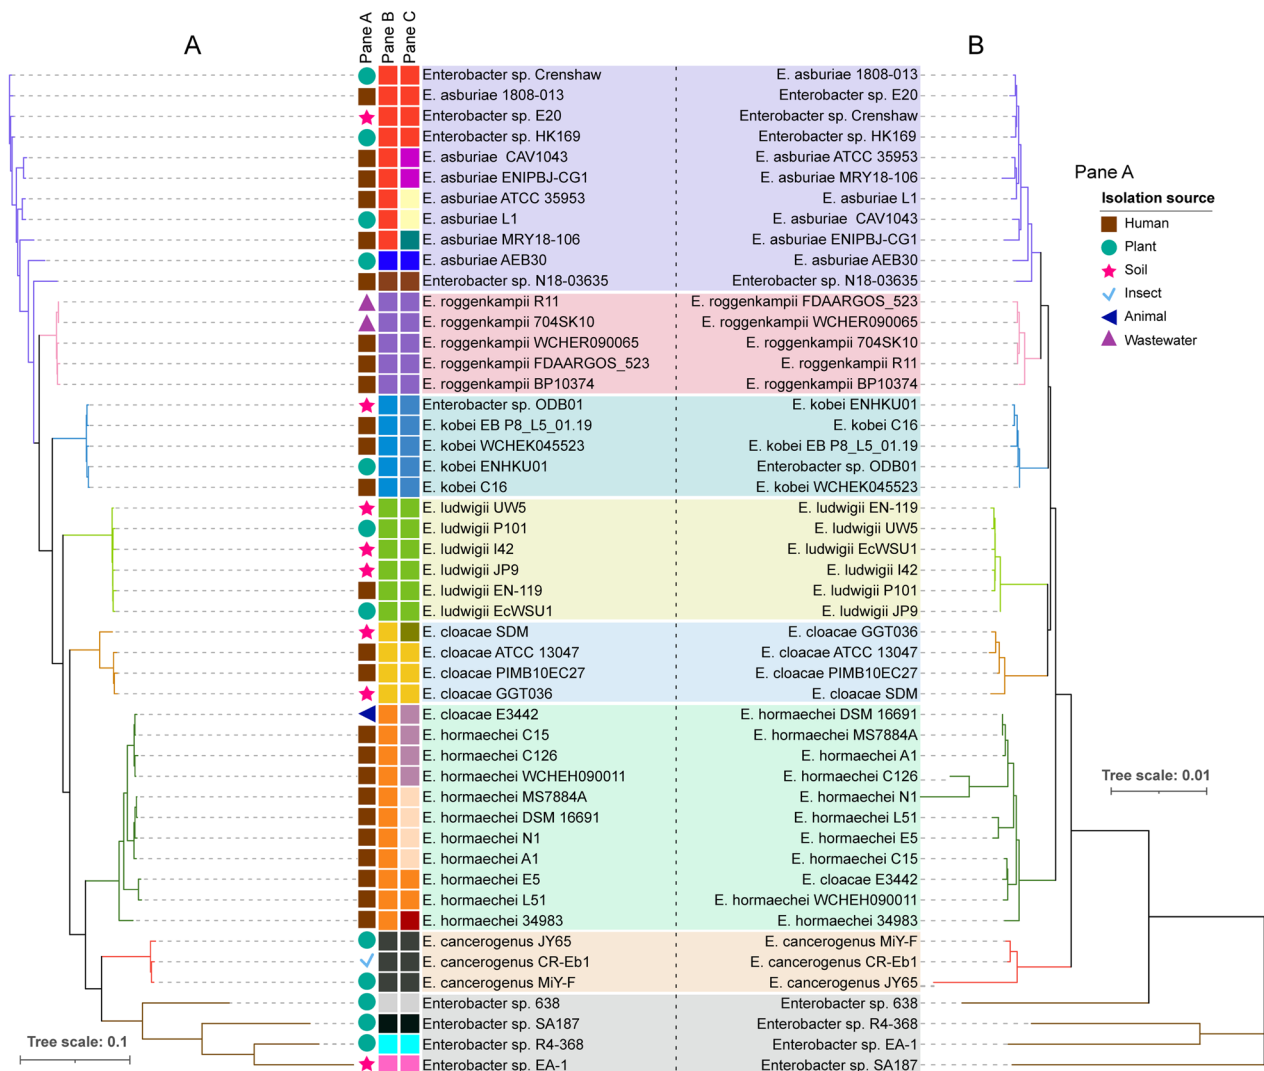 A
Pane A
Pane B
Pane C
B
Enterobacter sp. Crenshaw E. asburiae 1808-013
E. asburiae 1808-013 Enterobacter sp. E20
Enterobacter sp. E20 Enterobacter sp. Crenshaw
Enterobacter sp. HK169 Enterobacter sp. HK169
E. asburiae CAV1043 E. asburiae ATCC 35953
E. asburiae ENIPBJ-CG1 E. asburiae MRY18-106
E. asburiae ATCC 35953 E. asburiae L1
E. asburiae L1 E. asburiae CAV1043
E. asburiae MRY18-106 E. asburiae ENIPBJ-CG1
E. asburiae AEB30 E. asburiae AEB30
Enterobacter sp. N18-03635 Enterobacter sp. N18-03635
E. roggenkampii R11 E. roggenkampii FDAARGOS_523
E. roggenkampii 704SK10 E. roggenkampii WCHER090065
E. roggenkampii WCHER090065 E. roggenkampii 704SK10
E. roggenkampii FDAARGOS_523 E. roggenkampii R11
E. roggenkampii BP10374 E. roggenkampii BP10374
Enterobacter sp. ODB01 E. kobei ENHKU01
E. kobei EB P8_L5_01.19 E. kobei C16
E. kobei WCHEK045523 E. kobei EB P8_L5_01.19
E. kobei ENHKU01 Enterobacter sp. ODB01
E. kobei C16 E. kobei WCHEK045523
E. ludwigii UW5 E. ludwigii EN-119
E. ludwigii P101 E. ludwigii UW5
E. ludwigii I42 E. ludwigii EcWSU1
E. ludwigii JP9 E. ludwigii I42
E. ludwigii EN-119 E. ludwigii P101
E. ludwigii EcWSU1 E. ludwigii JP9
E. cloacae SDM E. cloacae GGT036
E. cloacae ATCC 13047 E. cloacae ATCC 13047
E. cloacae PIMB10EC27 E. cloacae PIMB10EC27
E. cloacae GGT036 E. cloacae SDM
E. cloacae E3442 E. hormaechei DSM 16691
E. hormaechei C15 E. hormaechei MS7884A
E. hormaechei C126 E. hormaechei A1
E. hormaechei WCHEH090011 E. hormaechei C126
E. hormaechei MS7884A E. hormaechei N1
E. hormaechei DSM 16691 E. hormaechei L51
E. hormaechei N1 E. hormaechei E5
E. hormaechei A1 E. hormaechei C15
E. hormaechei E5 E. cloacae E3442
E. hormaechei L51 E. hormaechei WCHEH090011
E. hormaechei 34983 E. hormaechei 34983
E. cancerogenus JY65 E. cancerogenus MiY-F
E. cancerogenus CR-Eb1 E. cancerogenus CR-Eb1
E. cancerogenus MiY-F E. cancerogenus JY65
Enterobacter sp. 638 Enterobacter sp. 638
Enterobacter sp. SA187 Enterobacter sp. R4-368
Enterobacter sp. R4-368 Enterobacter sp. EA-1
Enterobacter sp. EA-1 Enterobacter sp. SA187
Tree scale: 0.1
Pane A
Isolation source
Human
Plant
Soil
Insect
Animal
Wastewater
Tree scale: 0.01